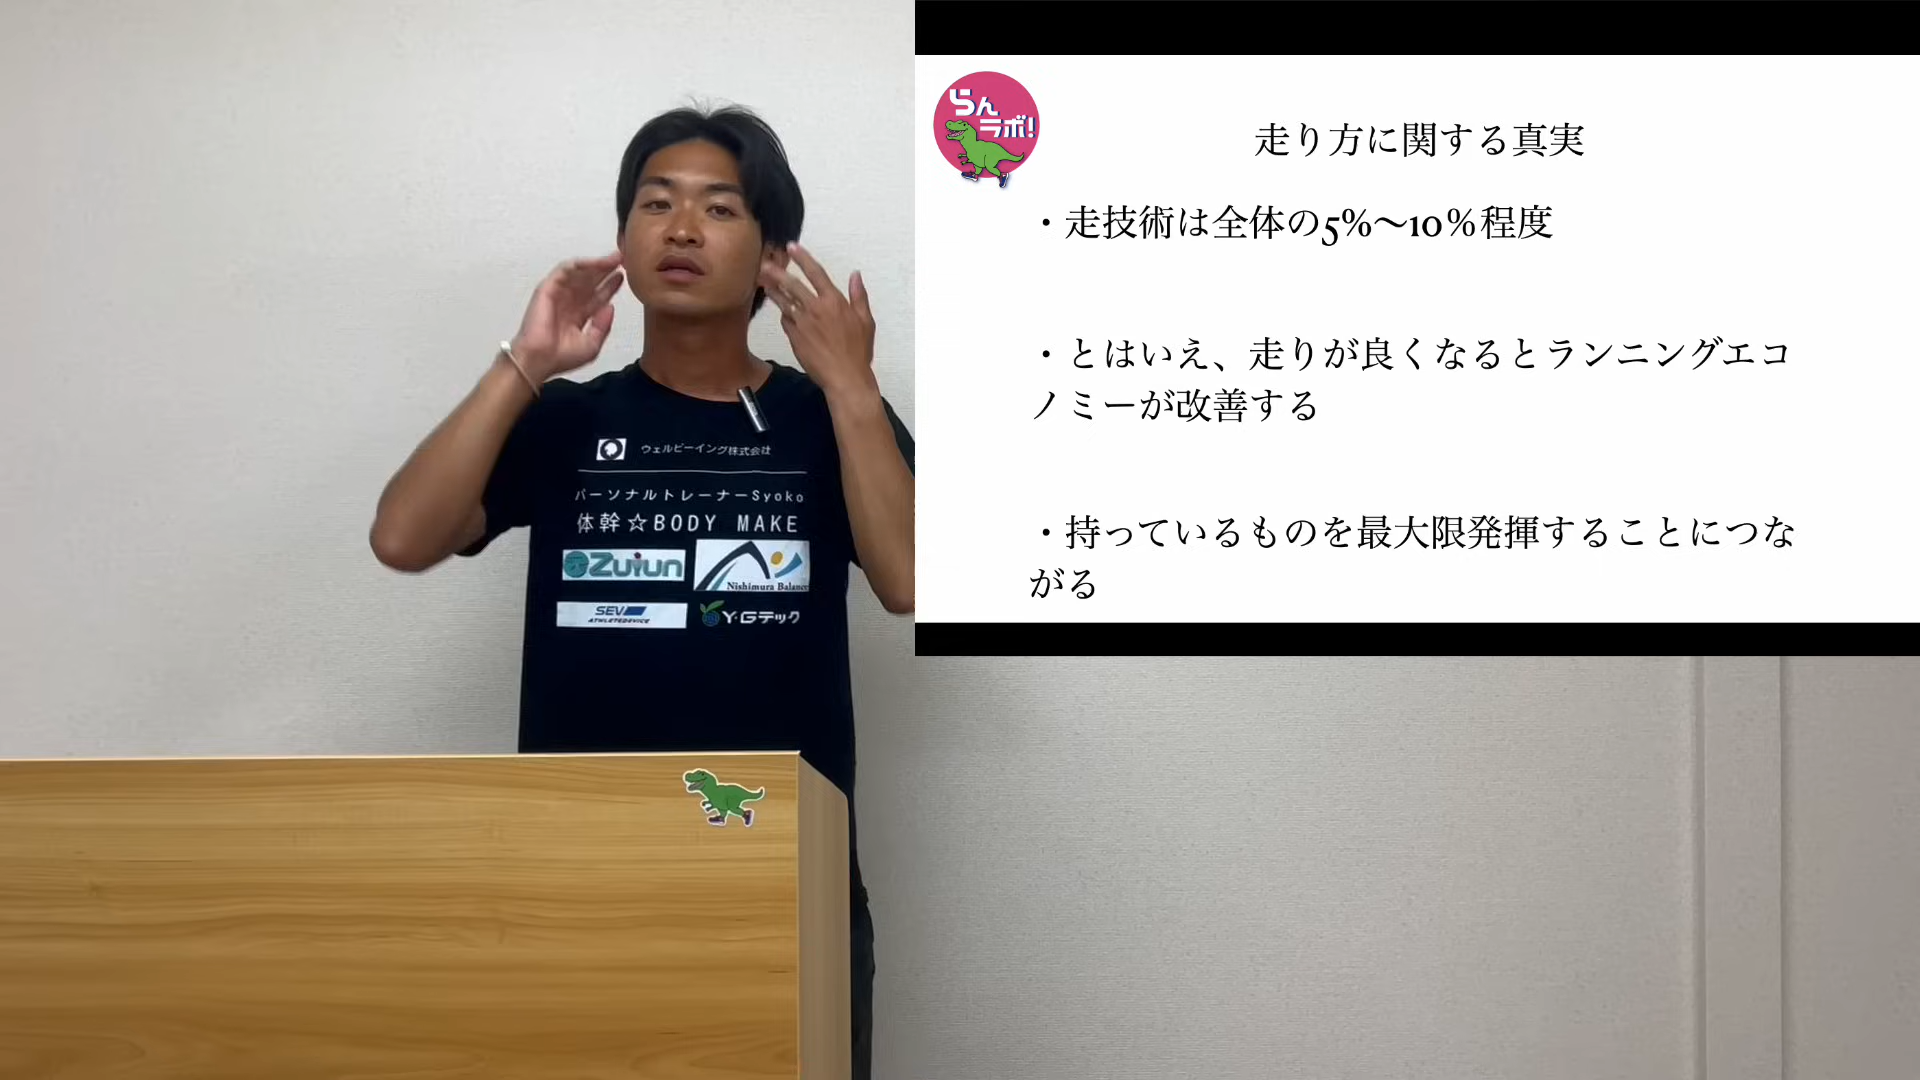 らん
ラボ!
走り方に関する真実
・走技術は全体の5%〜10%程度
・とはいえ、走りが良くなるとランニングエコ
ノミーが改善する
・持っているものを最大限発揮することにつな
がる
ウェルビーイング株式会社
パーソナルトレーナーSyoko
体幹☆BODY MAKE
Zuiun
Nishimura Balance
SEV
ATHLETEDEVICE
Y・Gテック